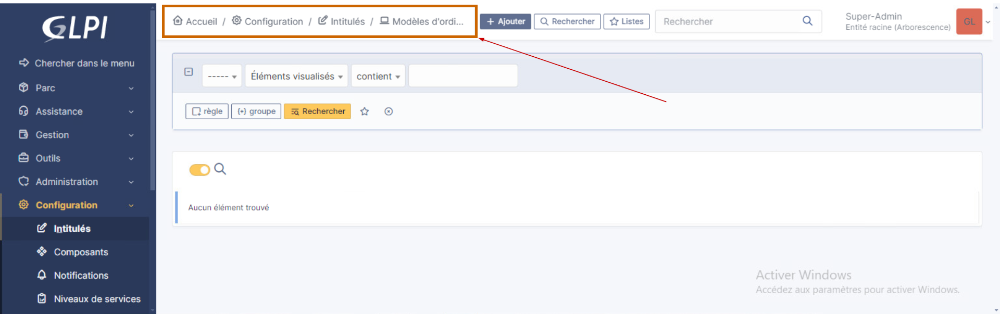 GLPI
Chercher dans le menu
Parc
Assistance
Gestion
Outils
Administration
Configuration
Intitulés
Composants
Notifications
Niveaux de services
Accueil / Configuration / Intitulés / Modèles d'ordi...
+ Ajouter
Rechercher
Listes
Rechercher
Super-Admin
Entité racine (Arborescence)
GL
-----
Éléments visualisés
contient
règle
(+) groupe
Rechercher
Aucun élément trouvé
Activer Windows
Accédez aux paramètres pour activer Windows.